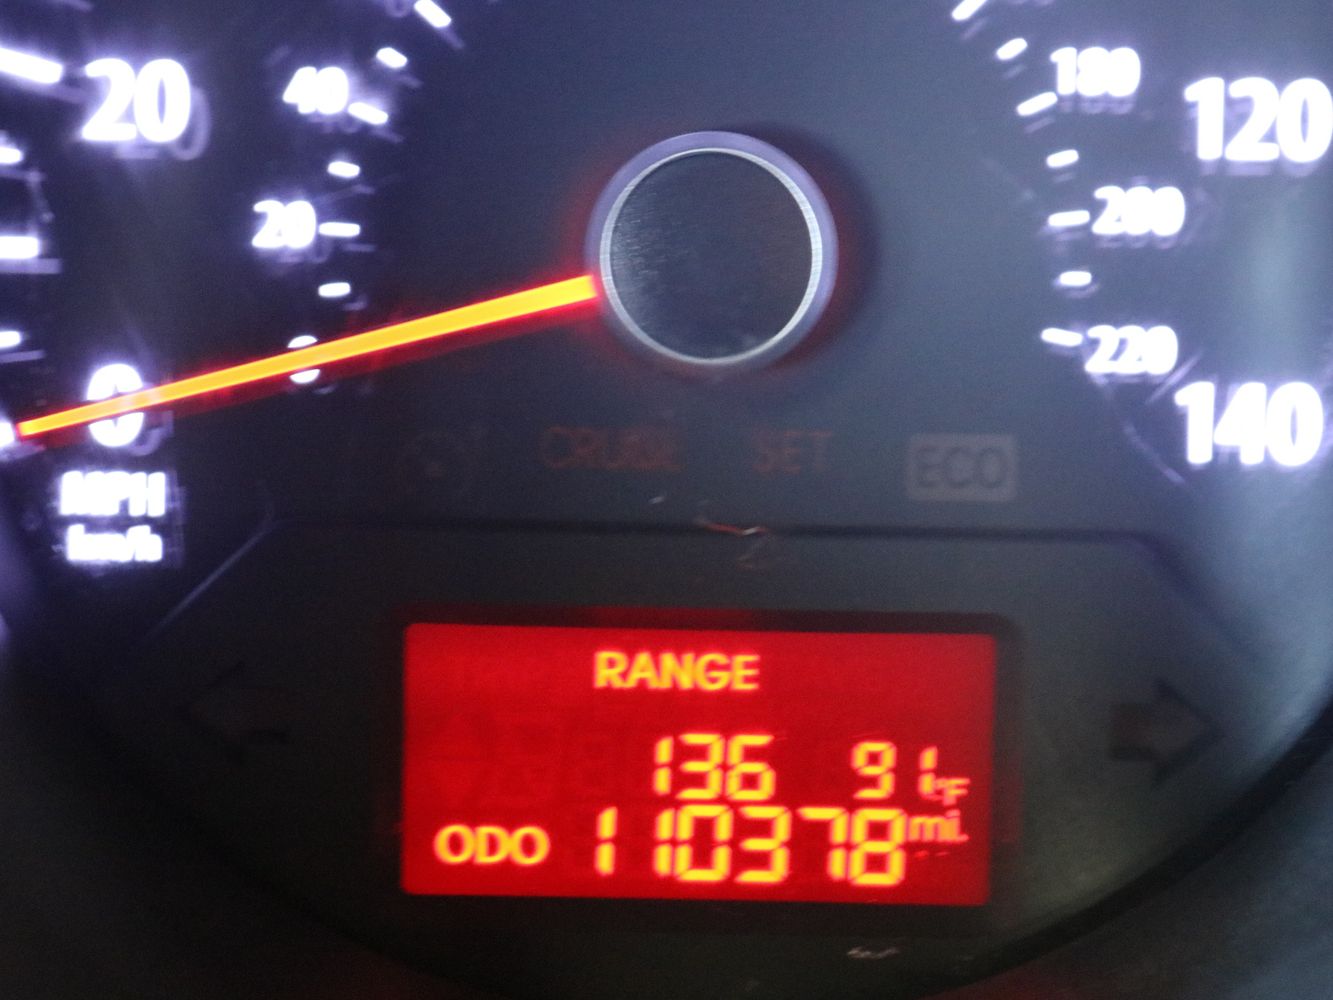 20
40
180
120
20
200
0
0
220
140
MPH
km/h
CRUISE SET
ECO
RANGE
136 91°F
ODO 110378 mi.